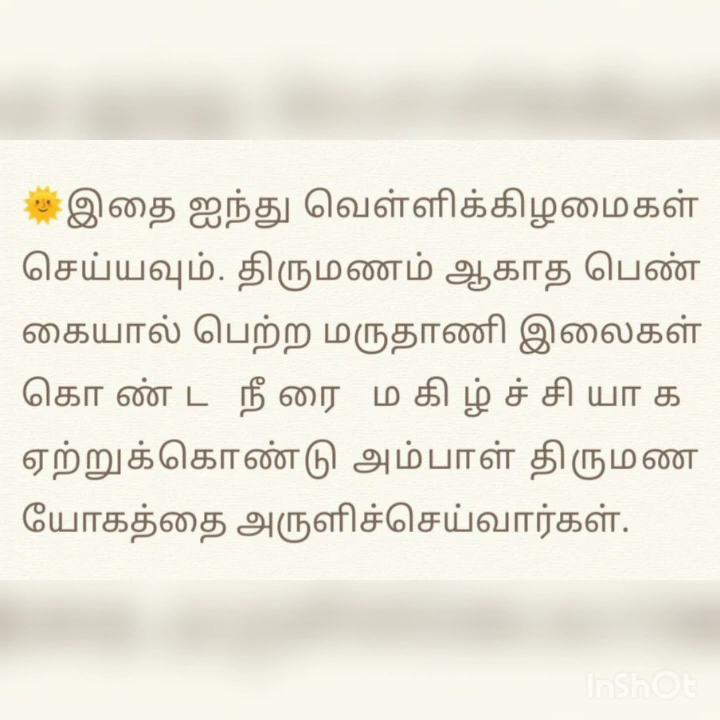 🌞இதை ஐந்து வெள்ளிக்கிழமைகள்
செய்யவும். திருமணம் ஆகாத பெண்
கையால் பெற்ற மருதாணி இலைகள்
கொண்ட நீரை மகிழ்ச்சியாக
ஏற்றுக்கொண்டு அம்பாள் திருமண
யோகத்தை அருளிச்செய்வார்கள்.
InShOt